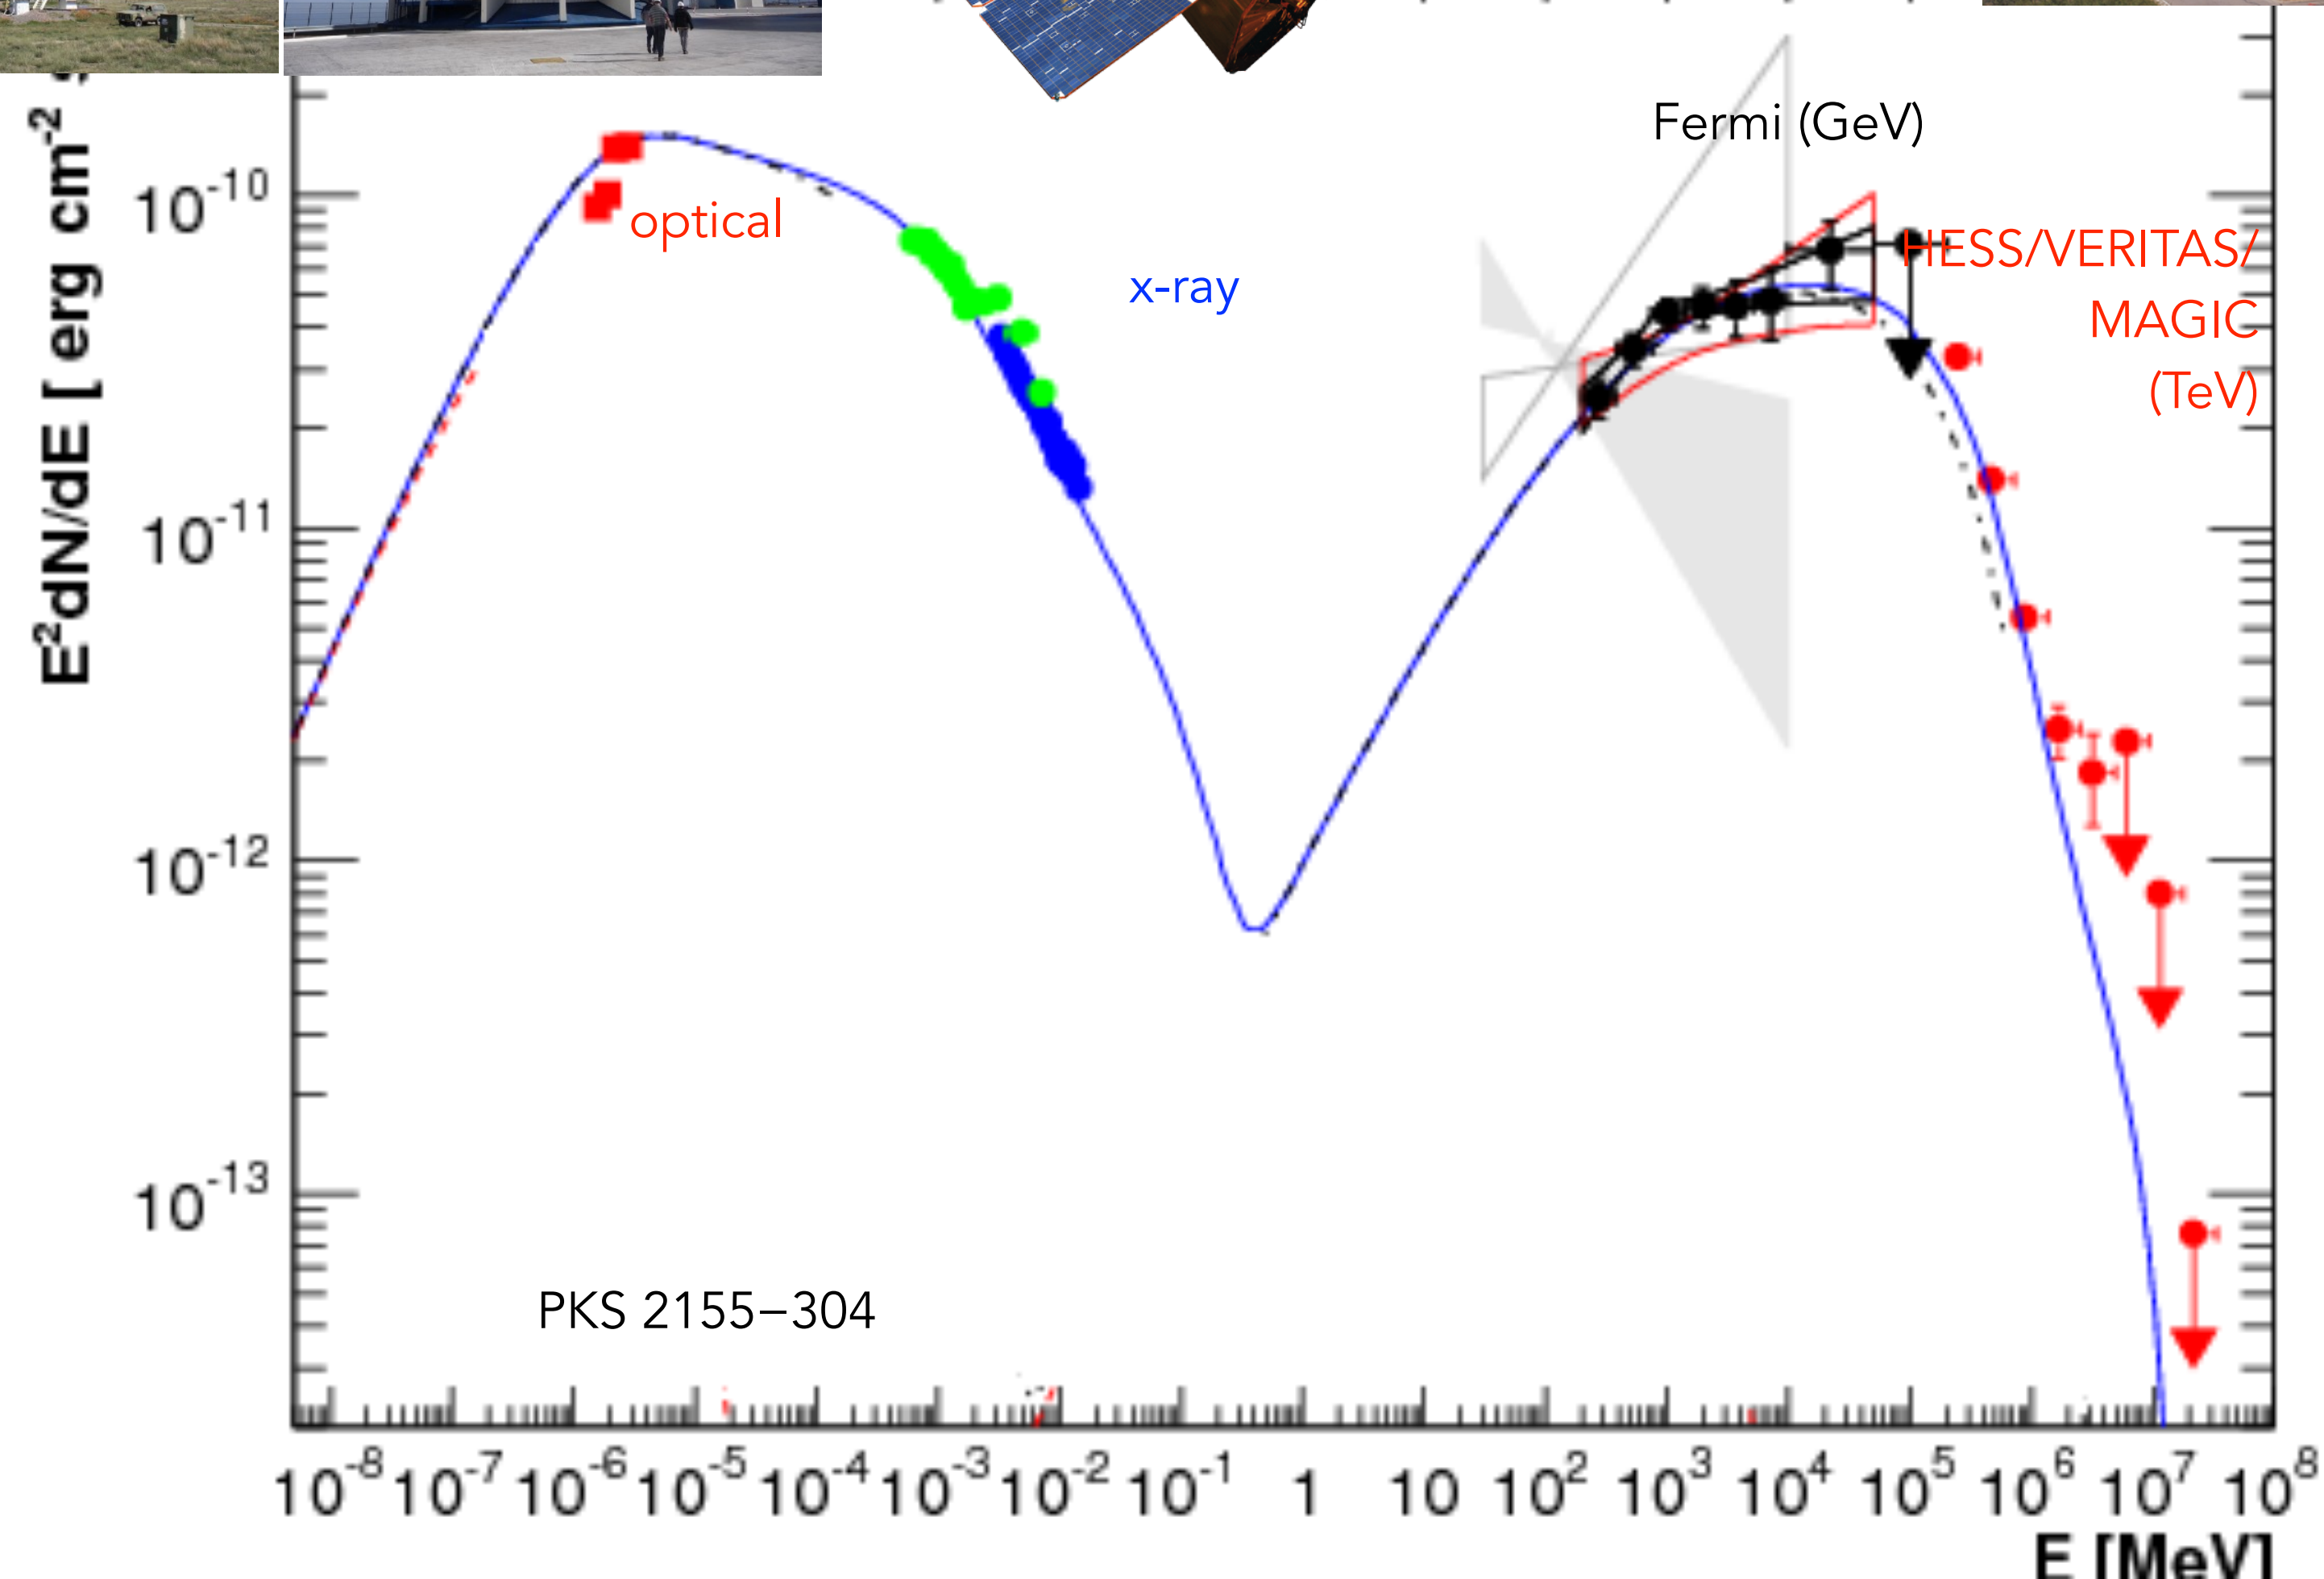 E²dN/dE [ erg cm⁻²
Fermi (GeV)
10⁻¹⁰
optical
HESS/VERITAS/
x-ray
MAGIC
(TeV)
10⁻¹¹
10⁻¹²
10⁻¹³
PKS 2155–304
10⁻⁸ 10⁻⁷ 10⁻⁶ 10⁻⁵ 10⁻⁴ 10⁻³ 10⁻² 10⁻¹ 1 10 10² 10³ 10⁴ 10⁵ 10⁶ 10⁷ 10⁸
E [MeV]